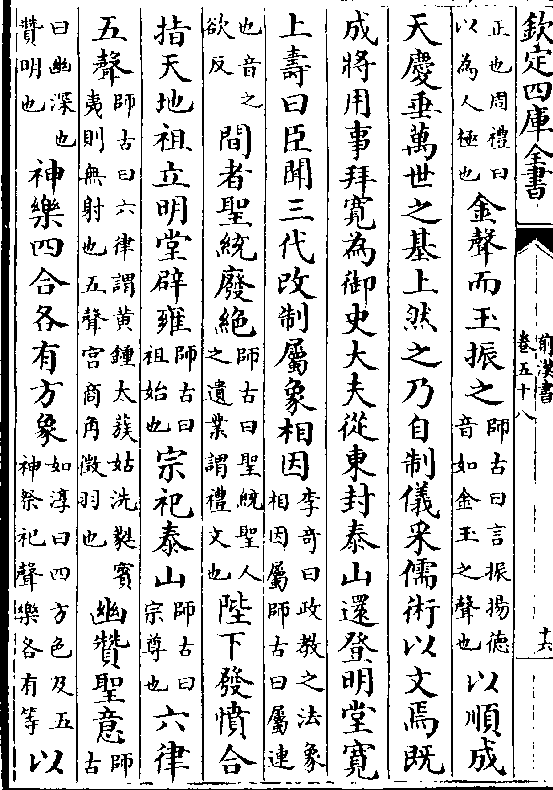 欽定四庫全書
前漢書
卷五十八
十六
正也周禮曰以為人極也金聲而玉振之師古曰言振揚德音如金玉之聲也以順成
天慶垂萬世之基上然之乃自制儀采儒術以文焉既
成將用事拜寛為御史大夫從東封泰山還登明堂寛
上壽曰臣聞三代改制屬象相因李奇曰政教之法象相因屬師古曰屬連
也音之欲反間者聖統廢絶師古曰聖統聖人之遺業謂禮文也陛下發憤合
指天地祖立明堂辟雍師古曰祖始也宗祀泰山師古曰宗尊也六律
五聲師古曰六律謂黄鍾太蔟姑洗蕤賓夷則無射也五聲宫商角徵羽也幽贊聖意師古
曰幽深也贊明也神樂四合各有方象如淳曰四方色及五神祭祀聲樂各有等以